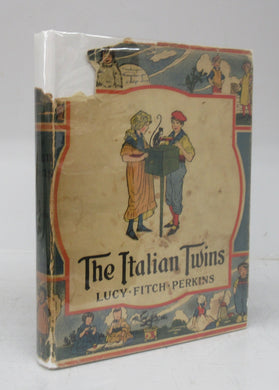 The Italian Twins
LUCY · FITCH · PERKINS